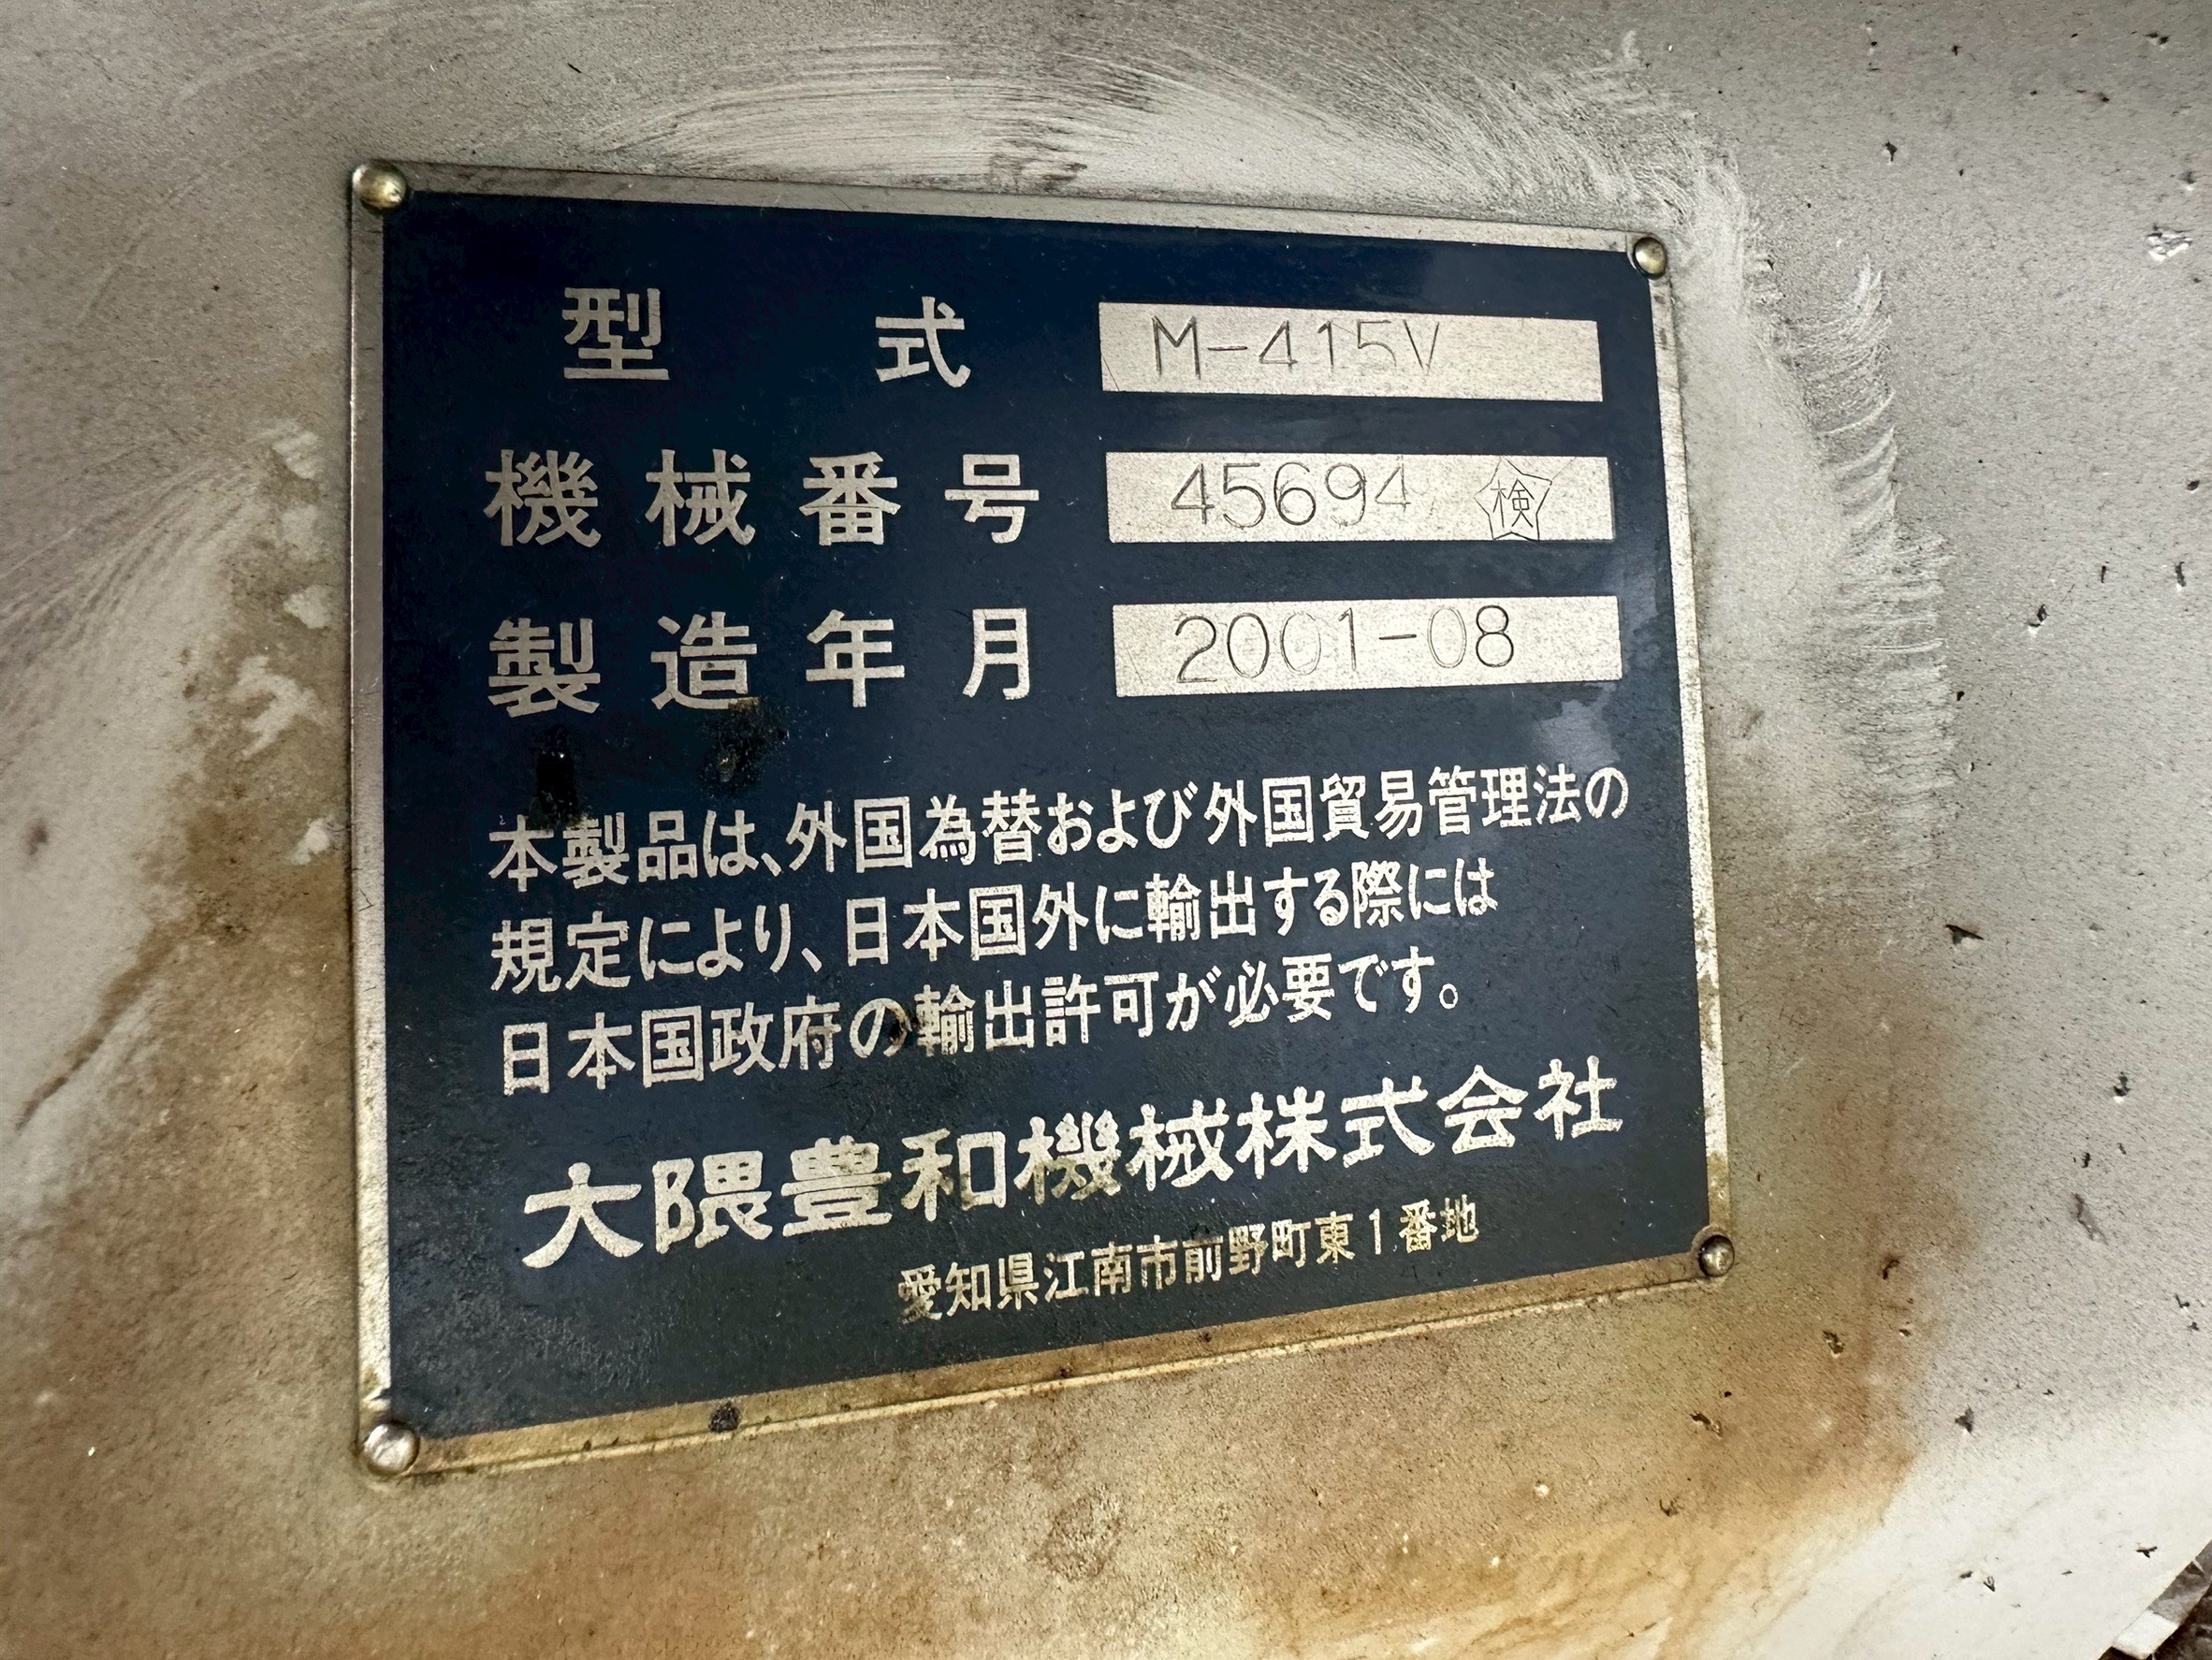 型式 M-415V
機械番号 45694 検
製造年月 2001-08
本製品は、外国為替および外国貿易管理法の
規定により、日本国外に輸出する際には
日本国政府の輸出許可が必要です。
大隈豊和機械株式会社
愛知県江南市前野町東1番地